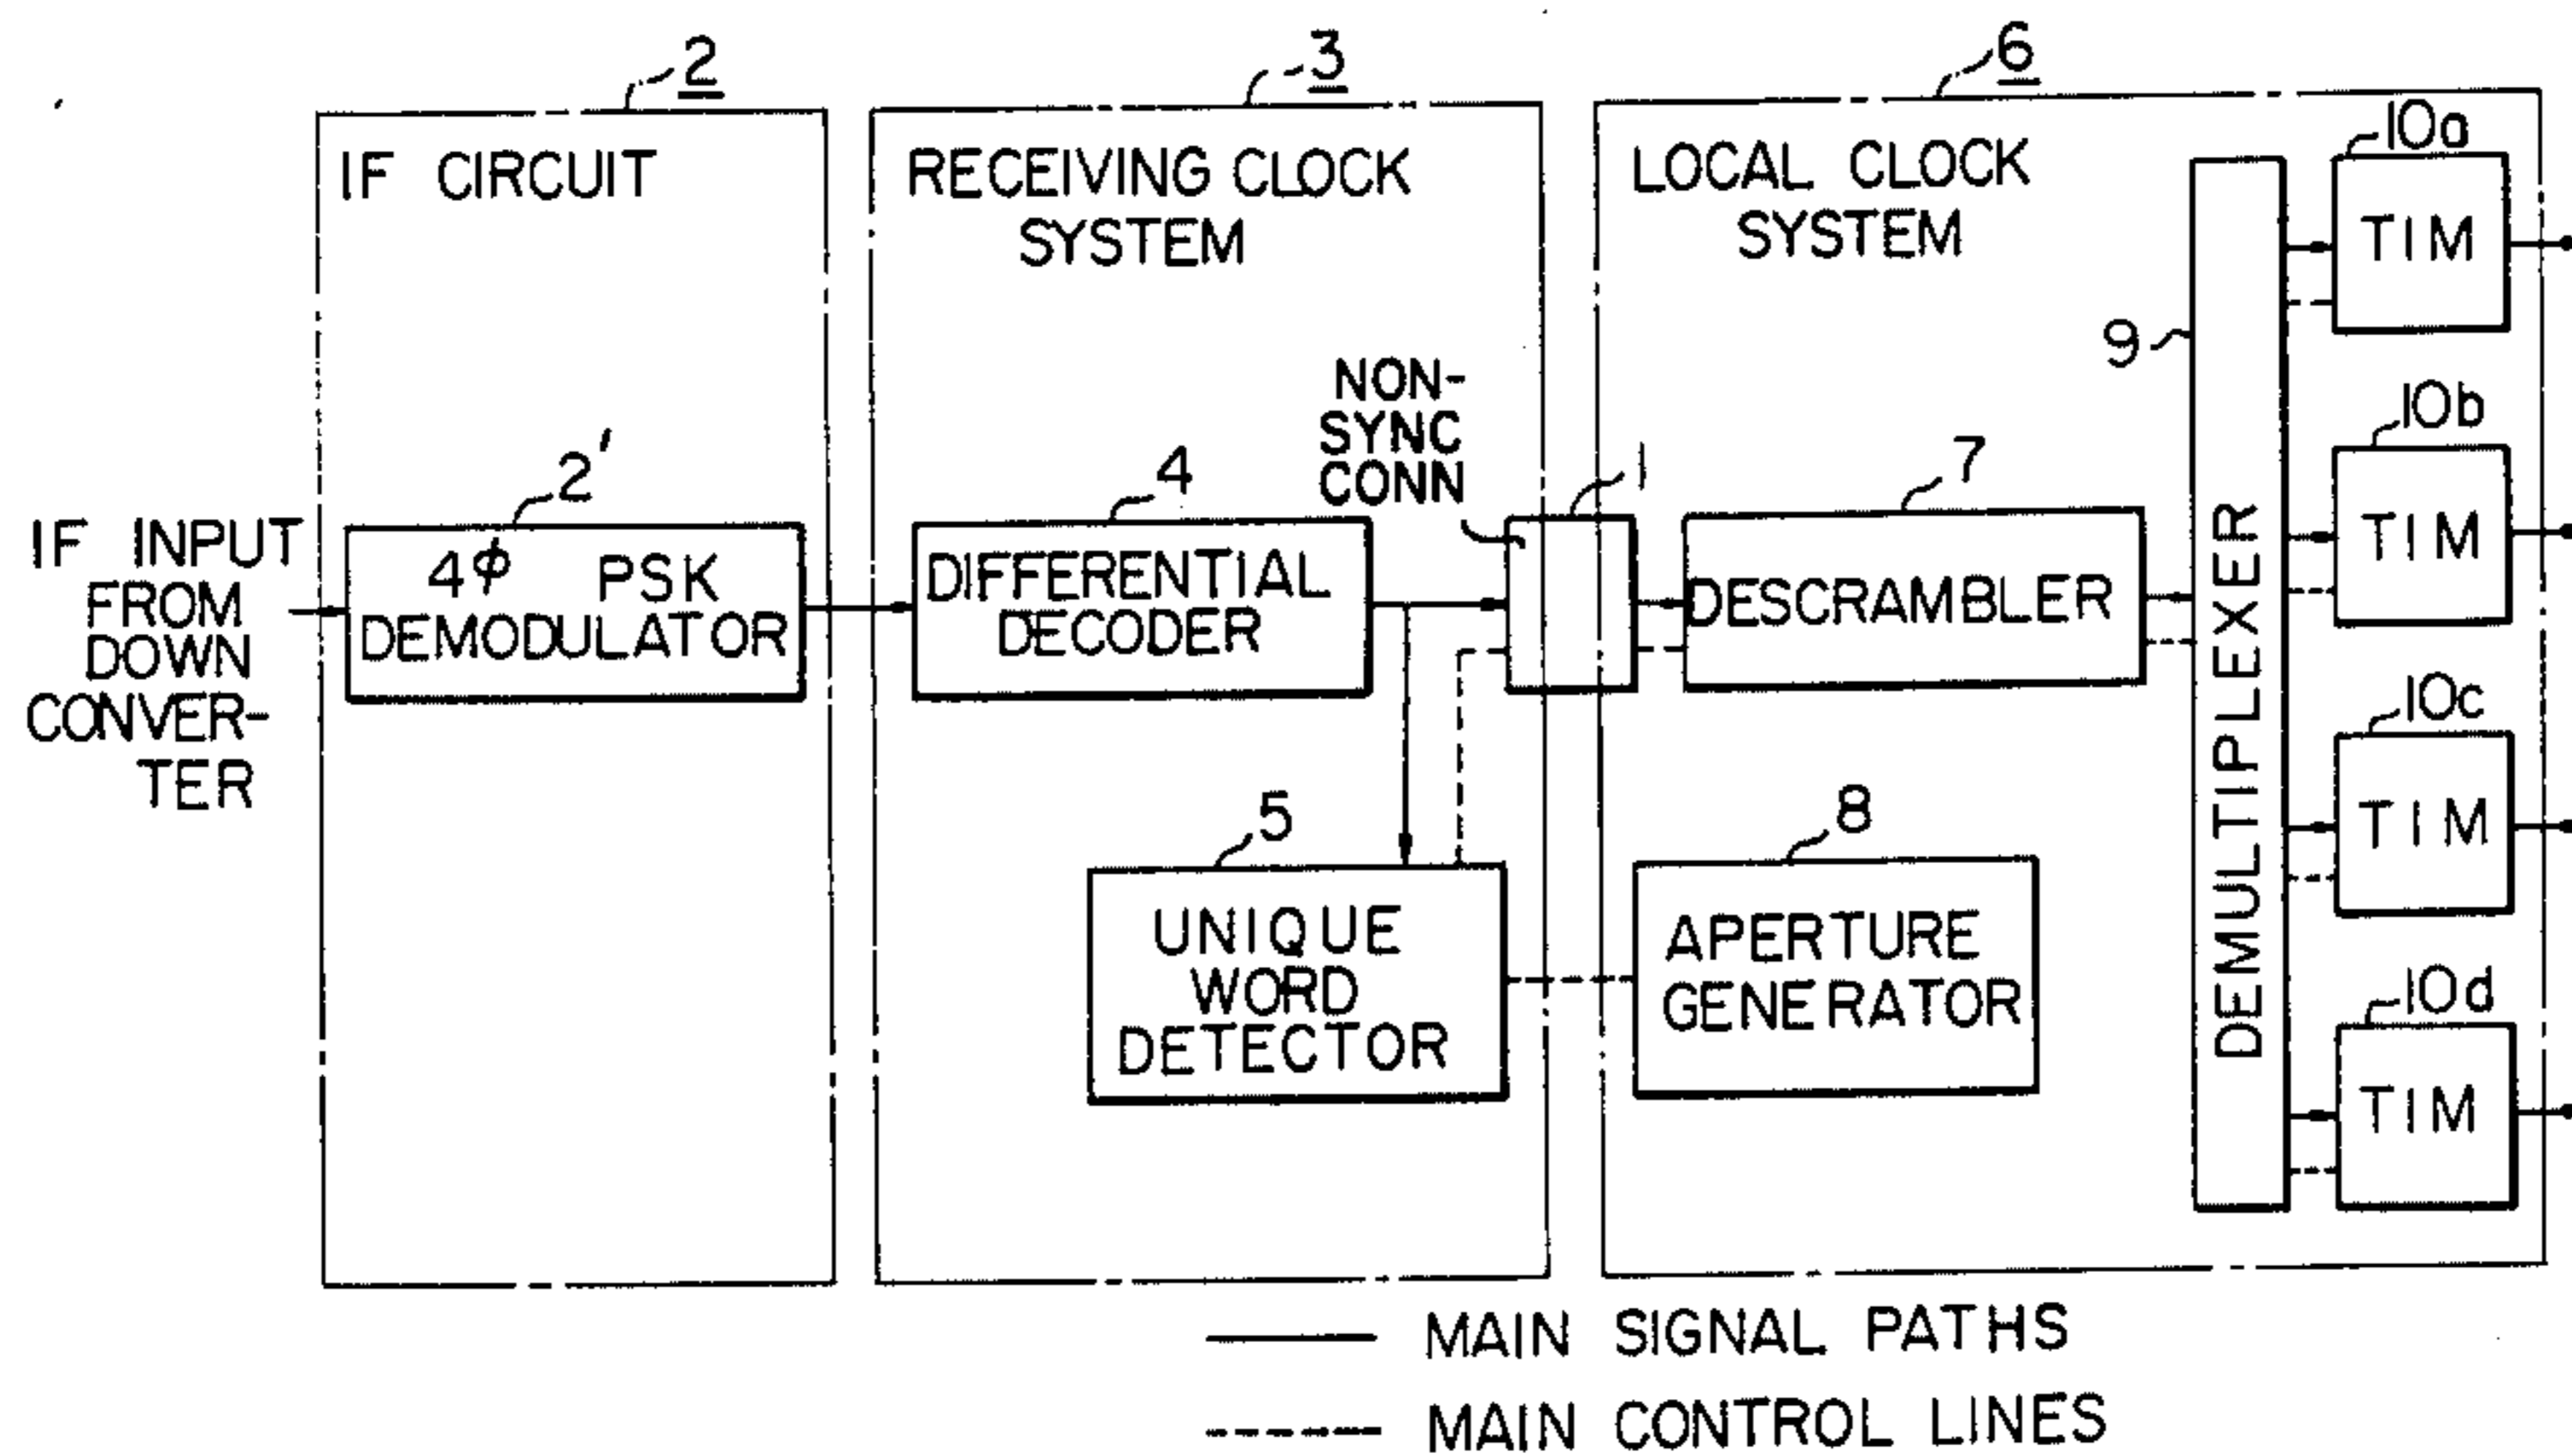 2
3
6
IF CIRCUIT
RECEIVING CLOCK
SYSTEM
LOCAL CLOCK
SYSTEM
10a
TIM
9
NON-
SYNC
CONN
1
10b
TIM
2'
4
7
IF INPUT
FROM
DOWN
CONVER-
TER
4ϕ PSK
DEMODULATOR
DIFFERENTIAL
DECODER
DESCRAMBLER
DEMULTIPLEXER
10c
TIM
5
UNIQUE
WORD
DETECTOR
8
APERTURE
GENERATOR
10d
TIM
MAIN SIGNAL PATHS
MAIN CONTROL LINES